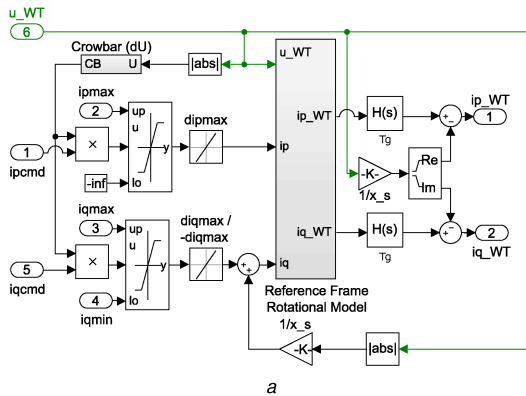 u_WT
6
Crowbar (dU)
CB U
|abs|
u_WT
ipmax
2
up
u
y
lo
dipmax
ip_WT
H(s)
Tg
+ −
ip_WT
1
1
ipcmd
×
-inf
ip
-K-
1/x_s
Re
Im
iqmax
3
up
u
y
lo
diqmax /
-diqmax
iq_WT
H(s)
Tg
+ −
2
iq_WT
5
iqcmd
×
4
iqmin
+
+
iq
Reference Frame
Rotational Model
1/x_s
-K-
|abs|
a